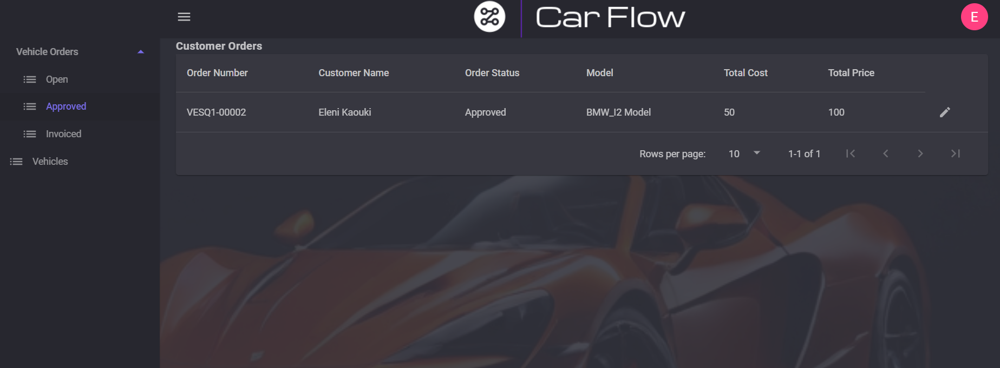 Car Flow
E
Vehicle Orders
Open
Approved
Invoiced
Vehicles
Customer Orders
Order Number Customer Name Order Status Model Total Cost Total Price
VESQ1-00002 Eleni Kaouki Approved BMW_I2 Model 50 100
Rows per page: 10 1-1 of 1